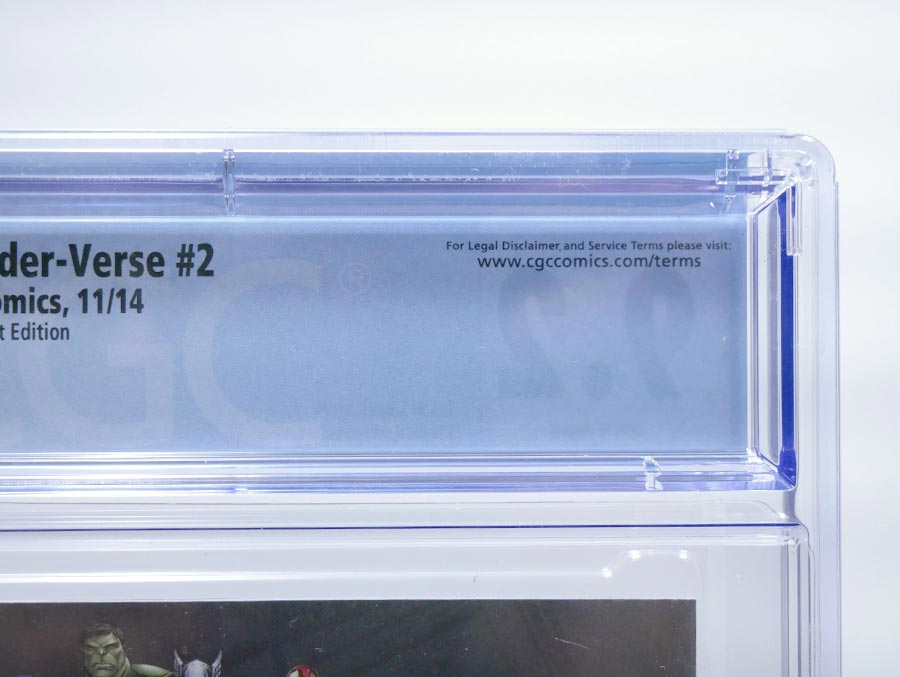 der-Verse #2
omics, 11/14
t Edition
For Legal Disclaimer, and Service Terms please visit:
www.cgccomics.com/terms
CGC®
9.2